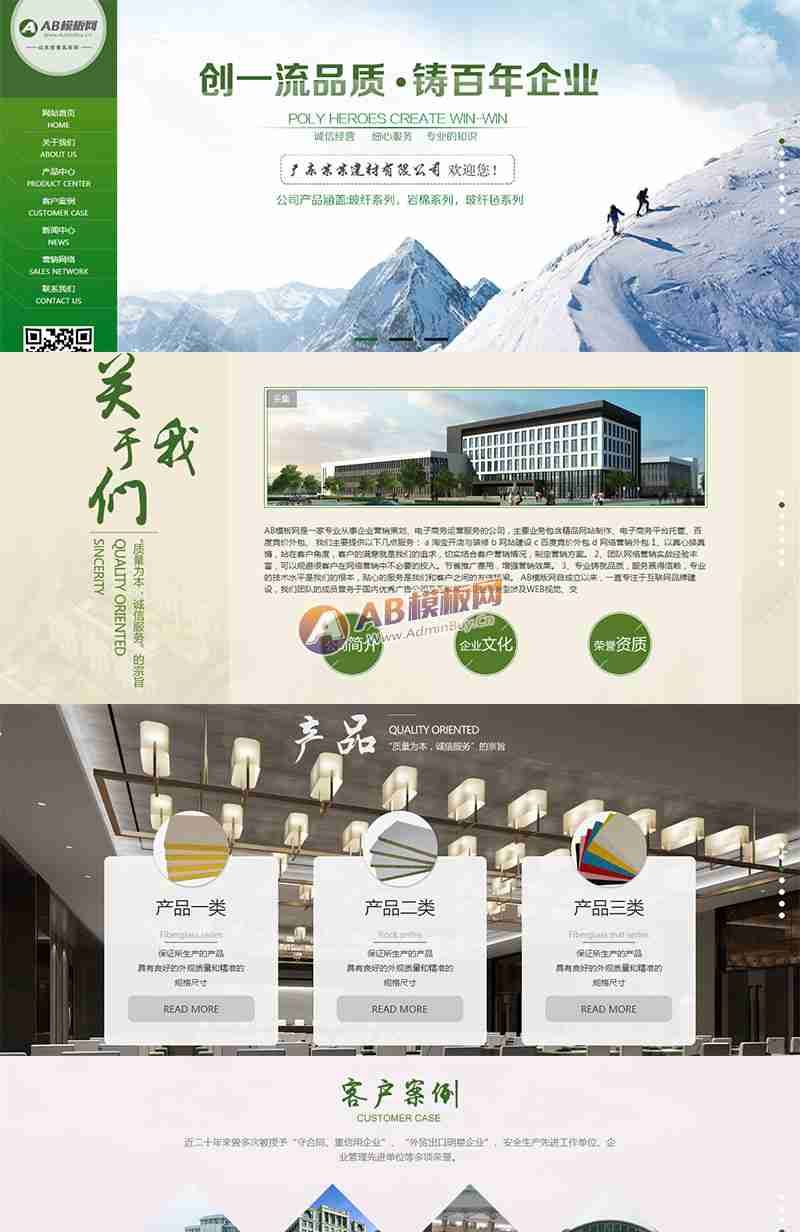 AB模板网
www.AdminBuy.Cn
网站首页
HOME
关于我们
ABOUT US
产品中心
PRODUCT CENTER
客户案例
CUSTOMER CASE
新闻中心
NEWS
营销网络
SALES NETWORK
联系我们
CONTACT US
创一流品质·铸百年企业
POLY HEROES CREATE WIN-WIN
诚信经营 细心服务 专业的知识
广东某某建材有限公司 欢迎您！
公司产品涵盖:玻纤系列，岩棉系列，玻纤毡系列
关于我们
"质量为本，诚信服务" 的宗旨
QUALITY ORIENTED
SINCERITY
采集
AB模板网是一家专业从事企业营销策划、电子商务运营服务的公司，主要业务包含精品网站制作、电子商务平台托管、百
度竞价外包。 我们主要提供以下几点服务： a 淘宝开店与装修 b 网站建设 c 百度竞价外包 d 网络营销外包 1、以真心换真
情，站在客户角度，客户的满意就是我们的追求，切实结合客户营销情况，制定营销方案。 2、团队网络营销实战经验丰
富，可以规避很客户在网络营销中不必要的投入。节省推广费用，增强营销效果。 3、专业铸就品质，服务赢得信赖，专业
的技术水平是我们的根本，贴心的服务是我们和客户之间的友谊桥梁。 AB模版网自成立以来，一直专注于互联网品牌建
设，我们团队的成员曾务于国内优秀广告公司
型涉及WEB视觉、交
AB模板网
www.AdminBuy.Cn
公司简介
企业文化
荣誉资质
产品
QUALITY ORIENTED
"质量为本，诚信服务" 的宗旨
产品一类
Fiberglass series
保证所生产的产品
具有良好的外观质量和精准的
规格尺寸
READ MORE
产品二类
Rock series
保证所生产的产品
具有良好的外观质量和精准的
规格尺寸
READ MORE
产品三类
Fiberglass mat series
保证所生产的产品
具有良好的外观质量和精准的
规格尺寸
READ MORE
客户案例
CUSTOMER CASE
近二十年来曾多次被授予 "守合同、重信用企业" 、 "外贸出口明星企业" ，安全生产先进工作单位、企
业管理先进单位等多项荣誉。